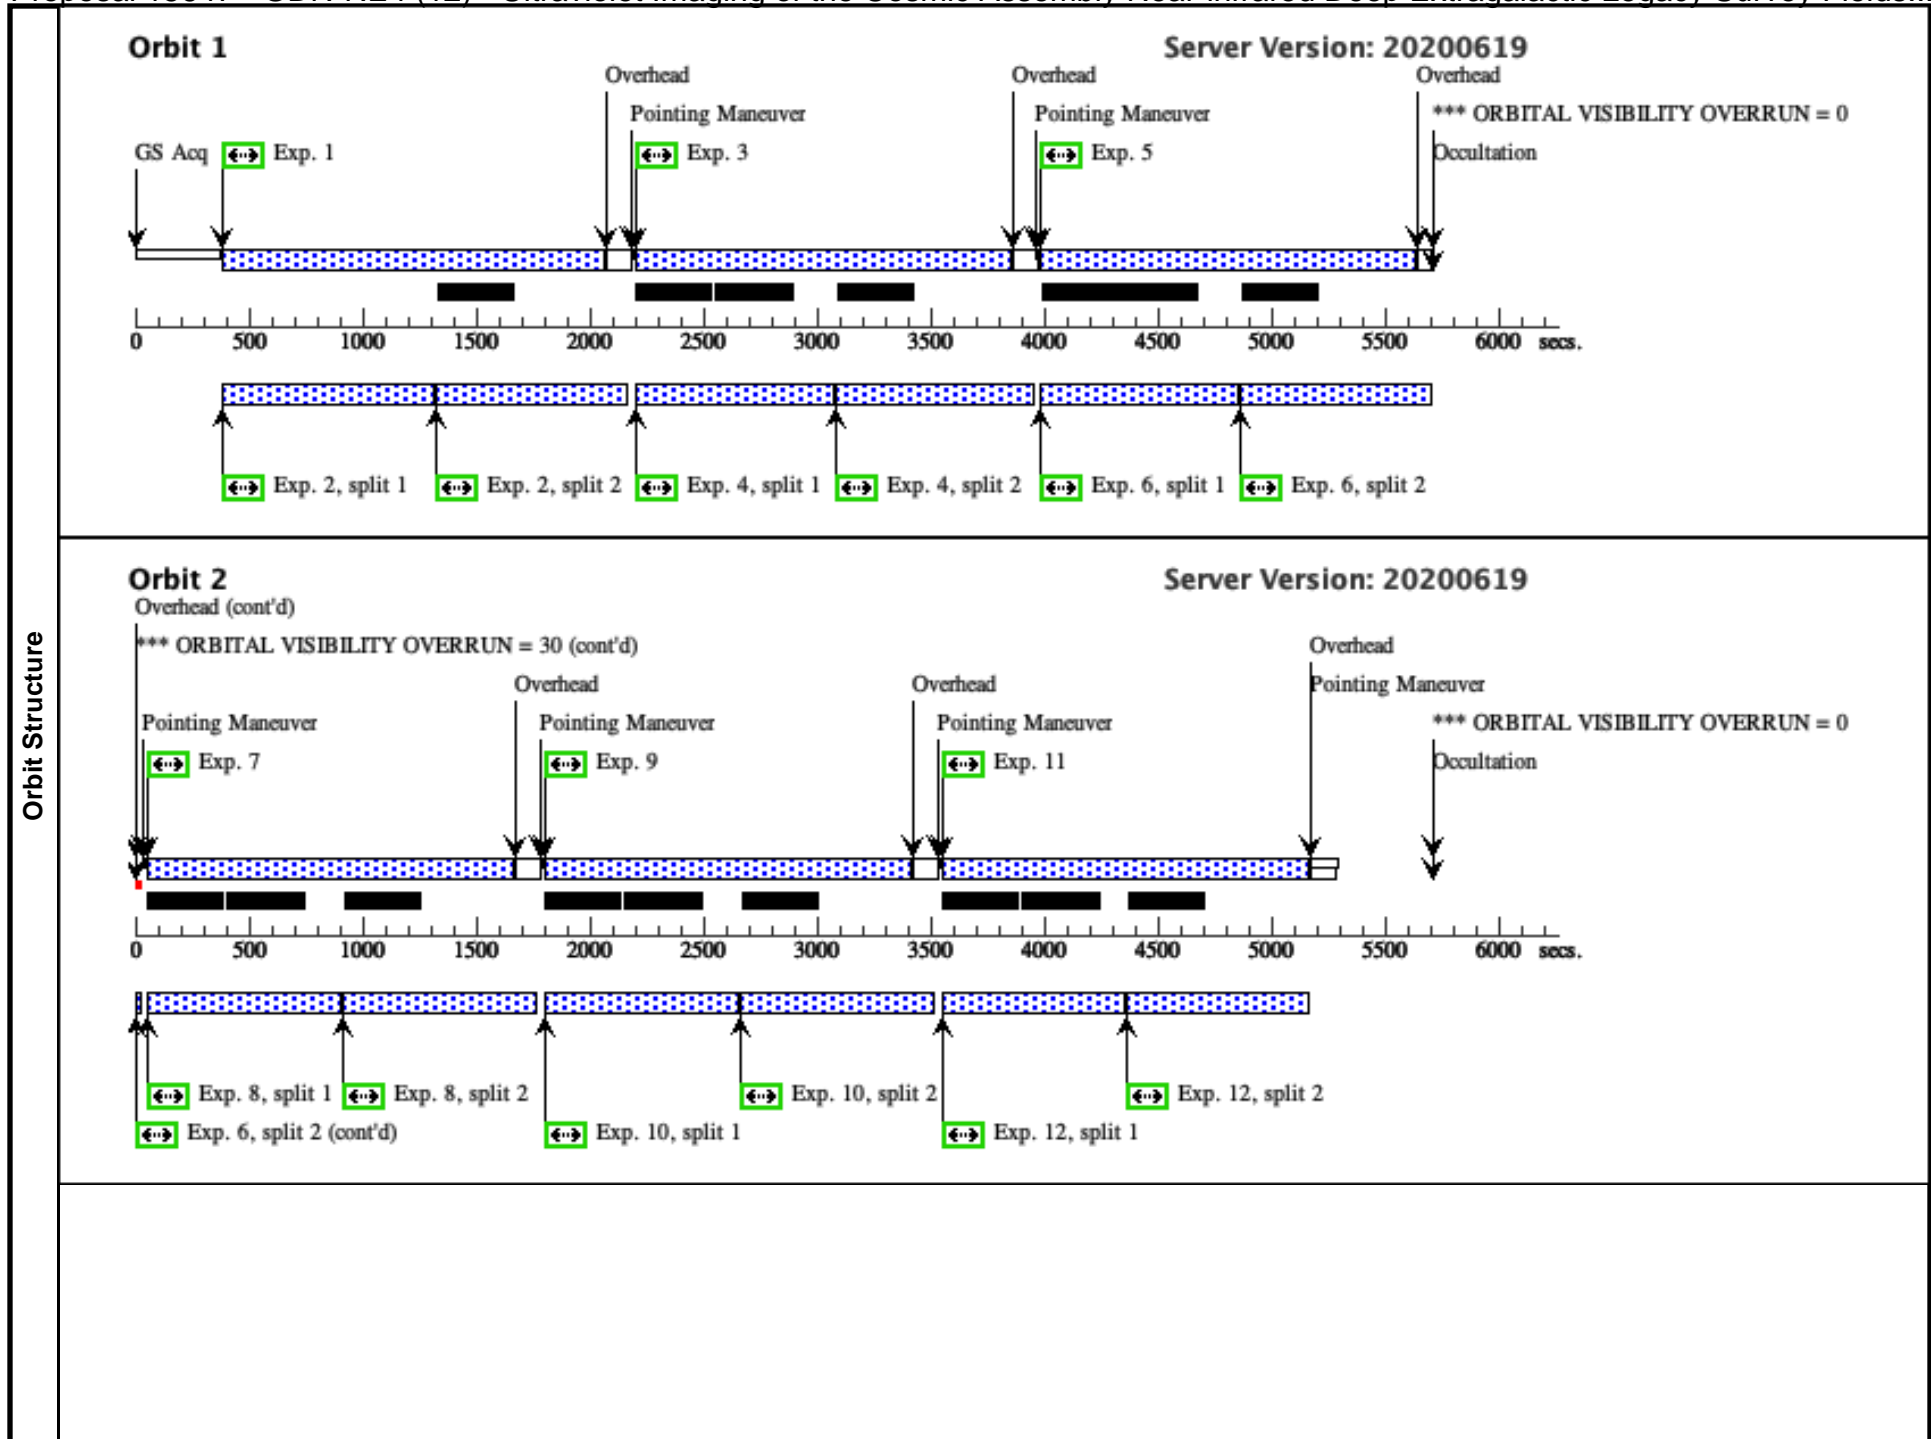 Orbit 1
Server Version: 20200619
Overhead Overhead Overhead
Pointing Maneuver Pointing Maneuver *** ORBITAL VISIBILITY OVERRUN = 0
GS Acq Exp. 1 Exp. 3 Exp. 5 Occultation
0 500 1000 1500 2000 2500 3000 3500 4000 4500 5000 5500 6000 secs.
Exp. 2, split 1 Exp. 2, split 2 Exp. 4, split 1 Exp. 4, split 2 Exp. 6, split 1 Exp. 6, split 2
Orbit Structure
Orbit 2
Server Version: 20200619
Overhead (cont'd)
*** ORBITAL VISIBILITY OVERRUN = 30 (cont'd) Overhead
Overhead Overhead Pointing Maneuver
Pointing Maneuver Pointing Maneuver Pointing Maneuver *** ORBITAL VISIBILITY OVERRUN = 0
Exp. 7 Exp. 9 Exp. 11 Occultation
0 500 1000 1500 2000 2500 3000 3500 4000 4500 5000 5500 6000 secs.
Exp. 8, split 1 Exp. 8, split 2 Exp. 10, split 2 Exp. 12, split 2
Exp. 6, split 2 (cont'd) Exp. 10, split 1 Exp. 12, split 1